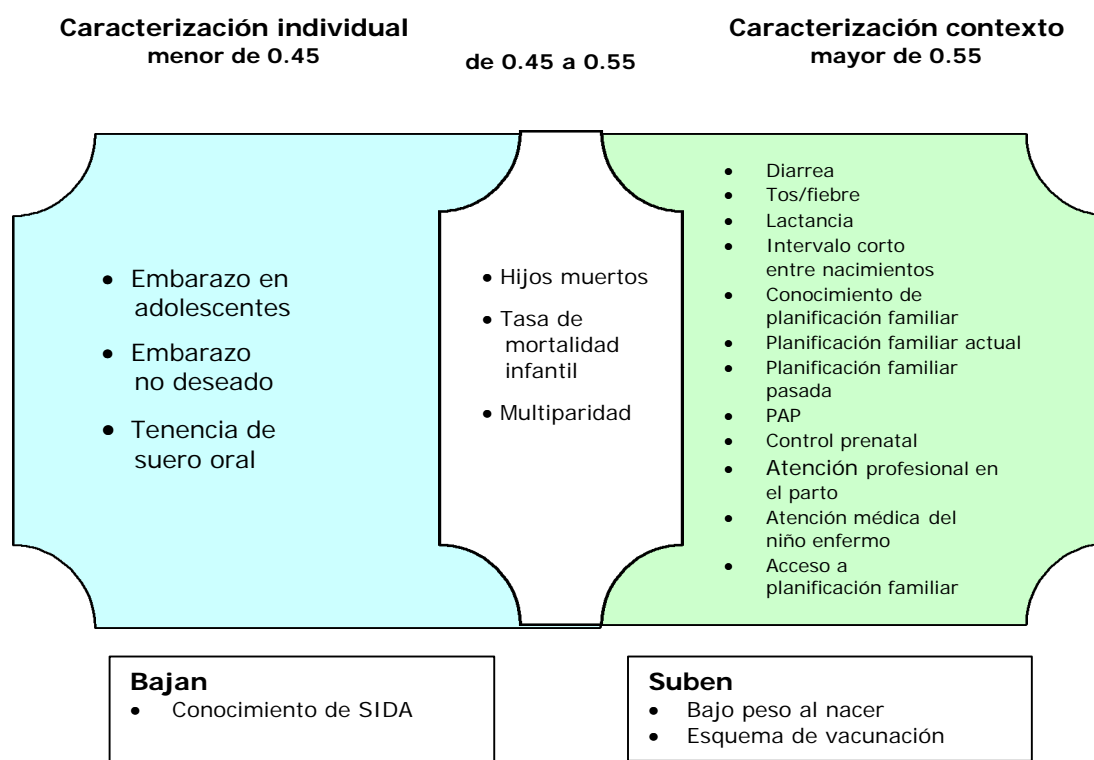 Caracterización individual
menor de 0.45
de 0.45 a 0.55
Caracterización contexto
mayor de 0.55
• Embarazo en
adolescentes
• Embarazo
no deseado
• Tenencia de
suero oral
• Hijos muertos
• Tasa de
mortalidad
infantil
• Multiparidad
• Diarrea
• Tos/fiebre
• Lactancia
• Intervalo corto
entre nacimientos
• Conocimiento de
planificación familiar
• Planificación familiar actual
• Planificación familiar
pasada
• PAP
• Control prenatal
• Atención profesional en
el parto
• Atención médica del
niño enfermo
• Acceso a
planificación familiar
Bajan
• Conocimiento de SIDA
Suben
• Bajo peso al nacer
• Esquema de vacunación